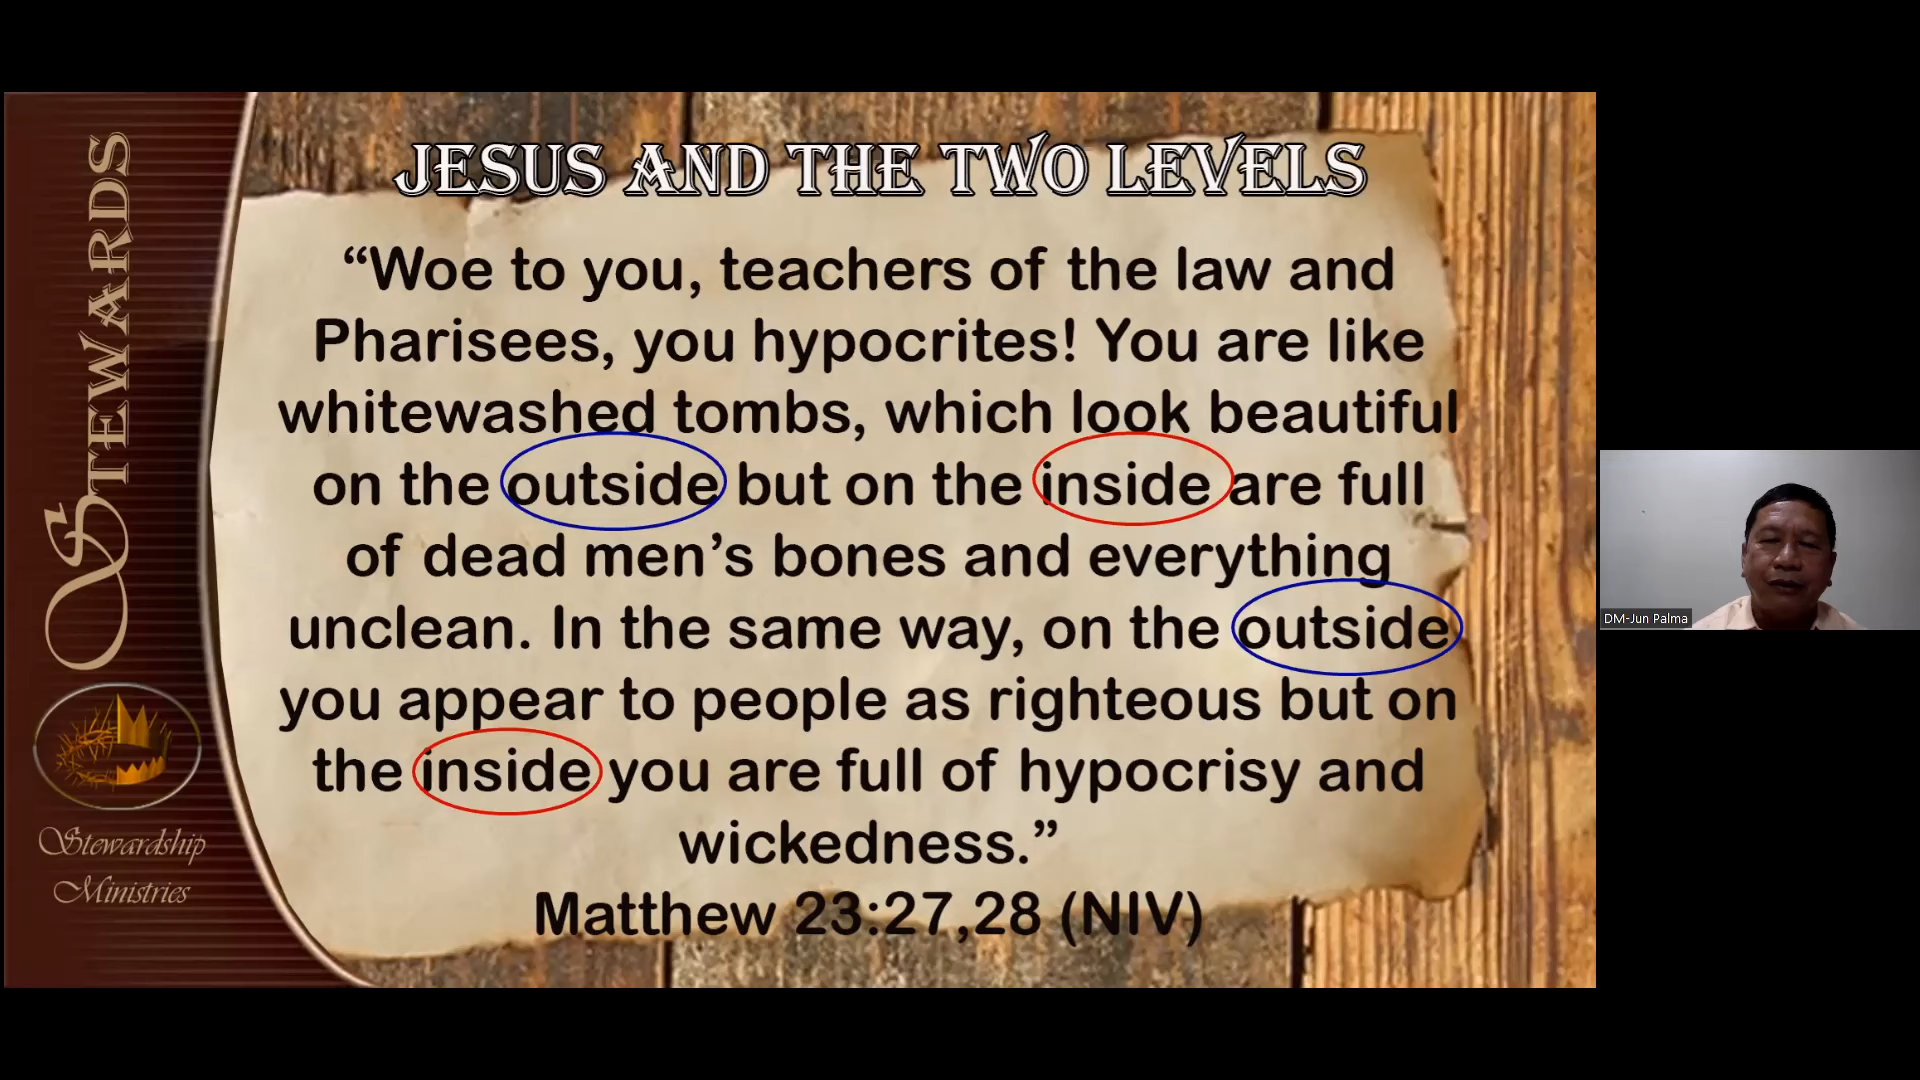 STEWARDS
Stewardship
Ministries
JESUS AND THE TWO LEVELS
“Woe to you, teachers of the law and
Pharisees, you hypocrites! You are like
whitewashed tombs, which look beautiful
on the outside but on the inside are full
of dead men’s bones and everything
unclean. In the same way, on the outside
you appear to people as righteous but on
the inside you are full of hypocrisy and
wickedness.”
Matthew 23:27,28 (NIV)
DM-Jun Palma